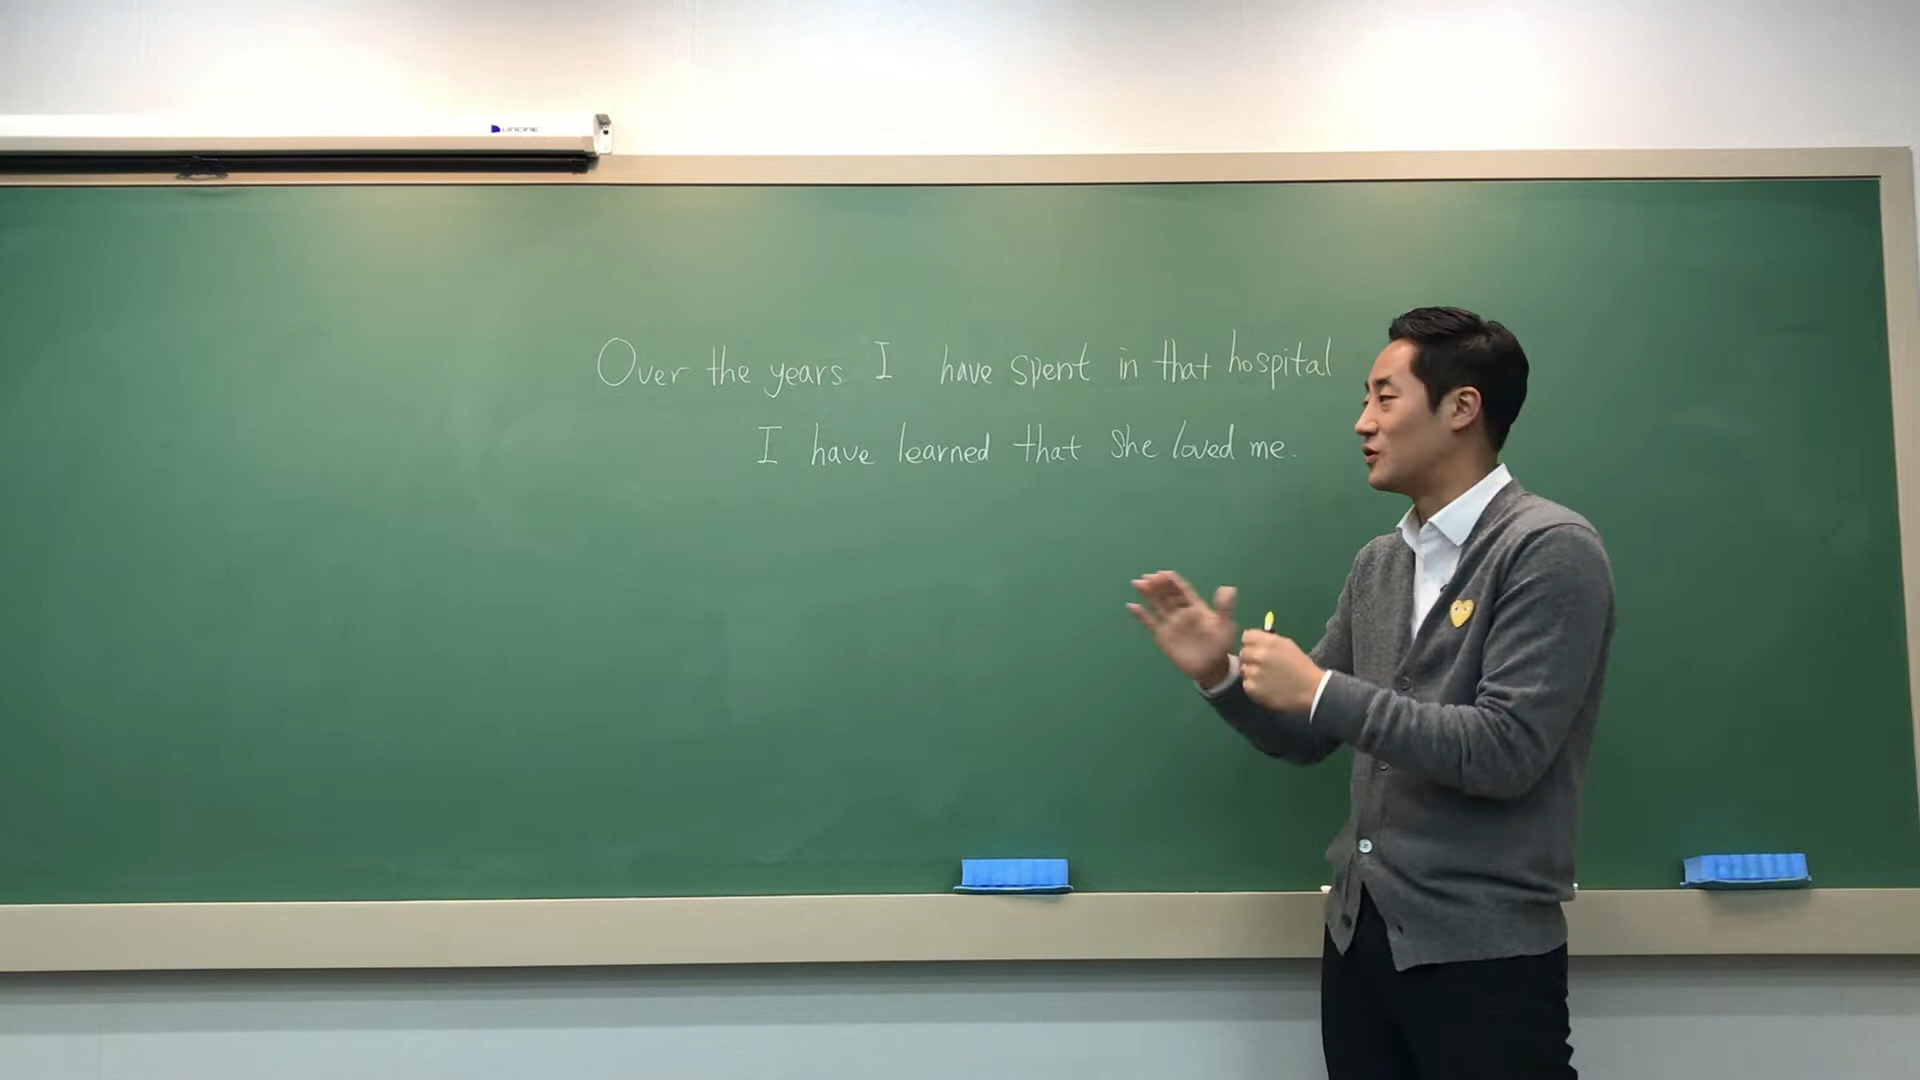 Over the years I have spent in that hospital
I have learned that she loved me.